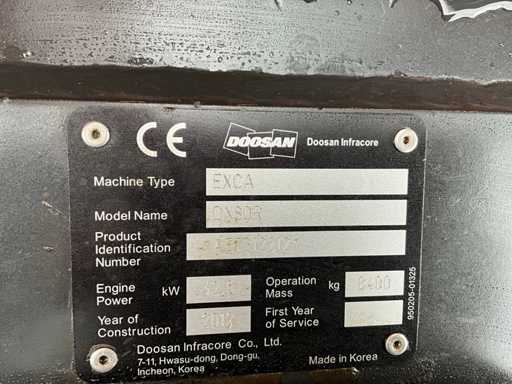 CE DOOSAN Doosan Infracore
Machine Type EXCA
Model Name
Product
Identification
Number
Engine Power kW Operation Mass kg 8400
Year of Construction First Year of Service
Doosan Infracore Co., Ltd.
7-11, Hwasu-dong, Dong-gu,
Incheon, Korea Made in Korea
950205-01325